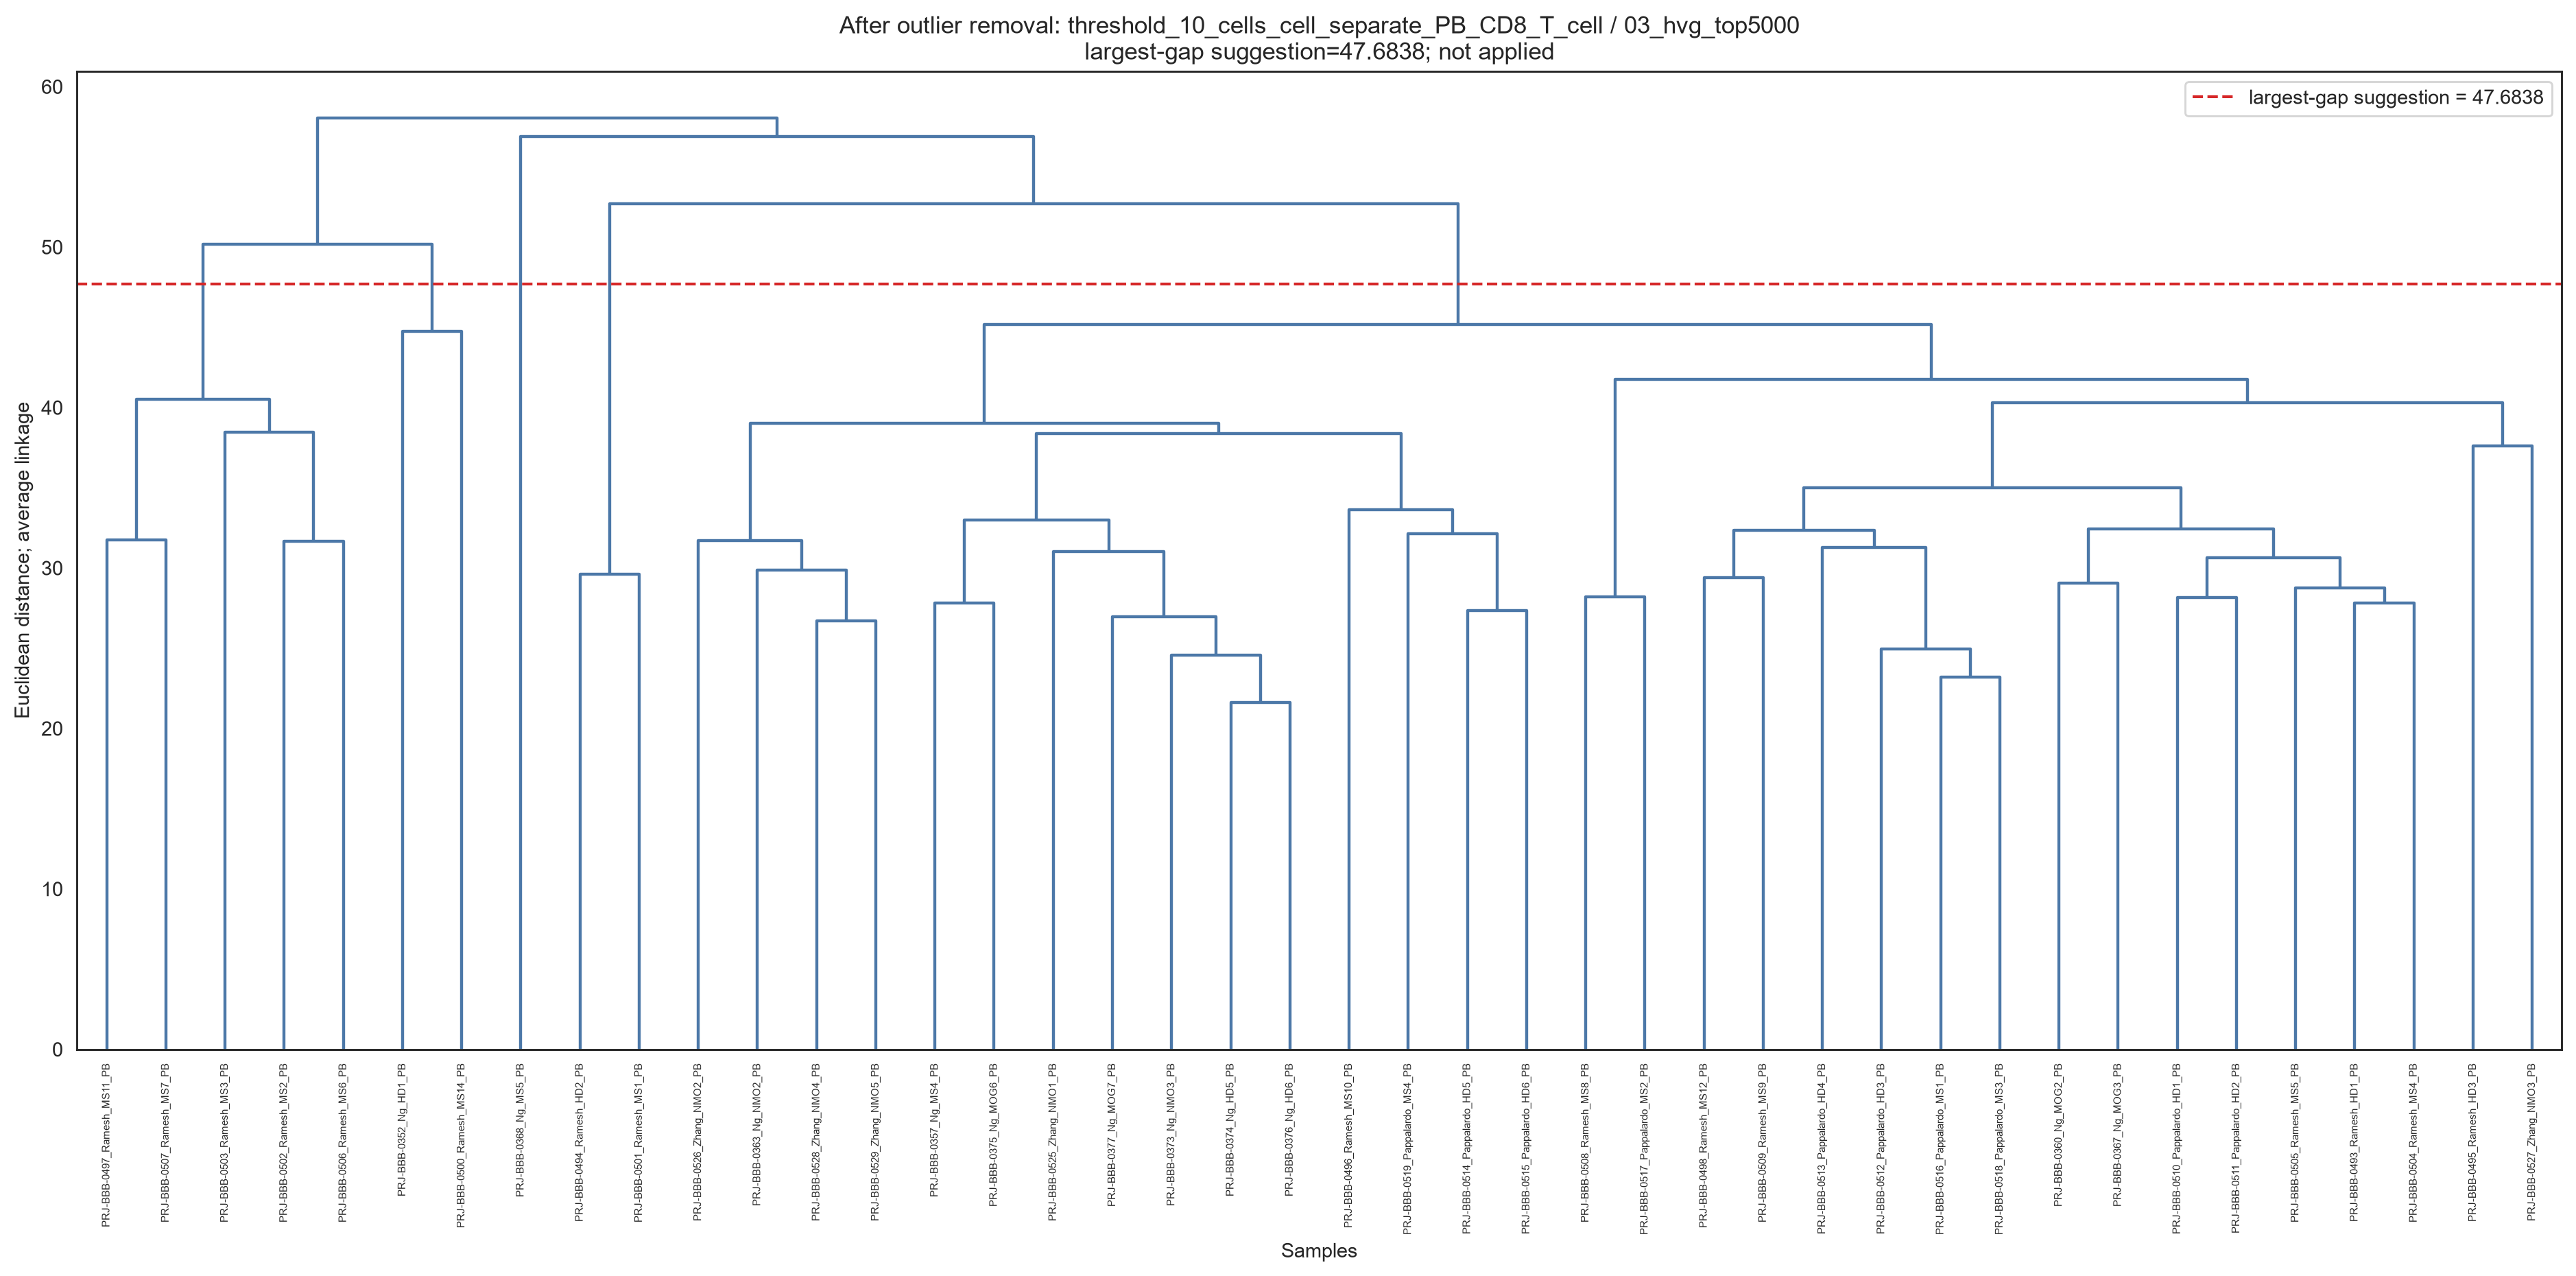 After outlier removal: threshold_10_cells_cell_separate_PB_CD8_T_cell / 03_hvg_top5000
largest-gap suggestion=47.6838; not applied
largest-gap suggestion = 47.6838
Euclidean distance; average linkage
60
50
40
30
20
10
0
PRJ-BBB-0497_Ramesh_MS11_PB
PRJ-BBB-0507_Ramesh_MS7_PB
PRJ-BBB-0503_Ramesh_MS3_PB
PRJ-BBB-0502_Ramesh_MS2_PB
PRJ-BBB-0506_Ramesh_MS6_PB
PRJ-BBB-0352_Ng_HD1_PB
PRJ-BBB-0500_Ramesh_MS14_PB
PRJ-BBB-0368_Ng_MS5_PB
PRJ-BBB-0494_Ramesh_HD2_PB
PRJ-BBB-0501_Ramesh_MS1_PB
PRJ-BBB-0526_Zhang_NMO2_PB
PRJ-BBB-0363_Ng_NMO2_PB
PRJ-BBB-0528_Zhang_NMO4_PB
PRJ-BBB-0529_Zhang_NMO5_PB
PRJ-BBB-0357_Ng_MS4_PB
PRJ-BBB-0375_Ng_MOG6_PB
PRJ-BBB-0525_Zhang_NMO1_PB
PRJ-BBB-0377_Ng_MOG7_PB
PRJ-BBB-0373_Ng_NMO3_PB
PRJ-BBB-0374_Ng_HD5_PB
PRJ-BBB-0376_Ng_HD6_PB
PRJ-BBB-0496_Ramesh_MS10_PB
PRJ-BBB-0519_Pappalardo_MS4_PB
PRJ-BBB-0514_Pappalardo_HD5_PB
PRJ-BBB-0515_Pappalardo_HD6_PB
PRJ-BBB-0508_Ramesh_MS8_PB
PRJ-BBB-0517_Pappalardo_MS2_PB
PRJ-BBB-0498_Ramesh_MS12_PB
PRJ-BBB-0509_Ramesh_MS9_PB
PRJ-BBB-0513_Pappalardo_HD4_PB
PRJ-BBB-0512_Pappalardo_HD3_PB
PRJ-BBB-0516_Pappalardo_MS1_PB
PRJ-BBB-0518_Pappalardo_MS3_PB
PRJ-BBB-0360_Ng_MOG2_PB
PRJ-BBB-0367_Ng_MOG3_PB
PRJ-BBB-0510_Pappalardo_HD1_PB
PRJ-BBB-0511_Pappalardo_HD2_PB
PRJ-BBB-0505_Ramesh_MS5_PB
PRJ-BBB-0493_Ramesh_HD1_PB
PRJ-BBB-0504_Ramesh_MS4_PB
PRJ-BBB-0495_Ramesh_HD3_PB
PRJ-BBB-0527_Zhang_NMO3_PB
Samples